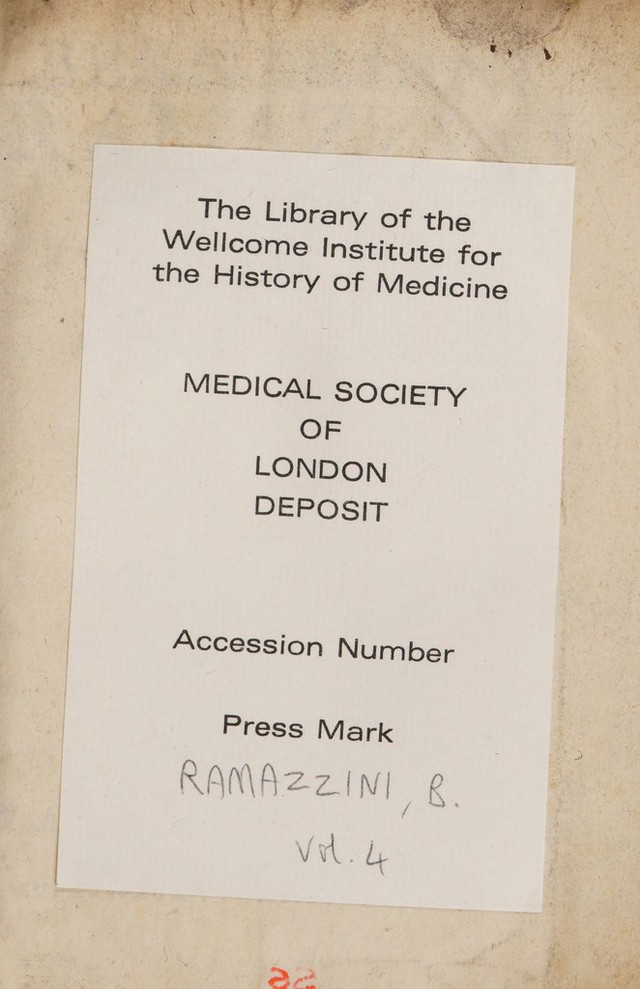 The Library of the
Wellcome Institute for
the History of Medicine
MEDICAL SOCIETY
OF
LONDON
DEPOSIT
Accession Number
Press Mark
RAMAZZINI, B.
Vol. 4